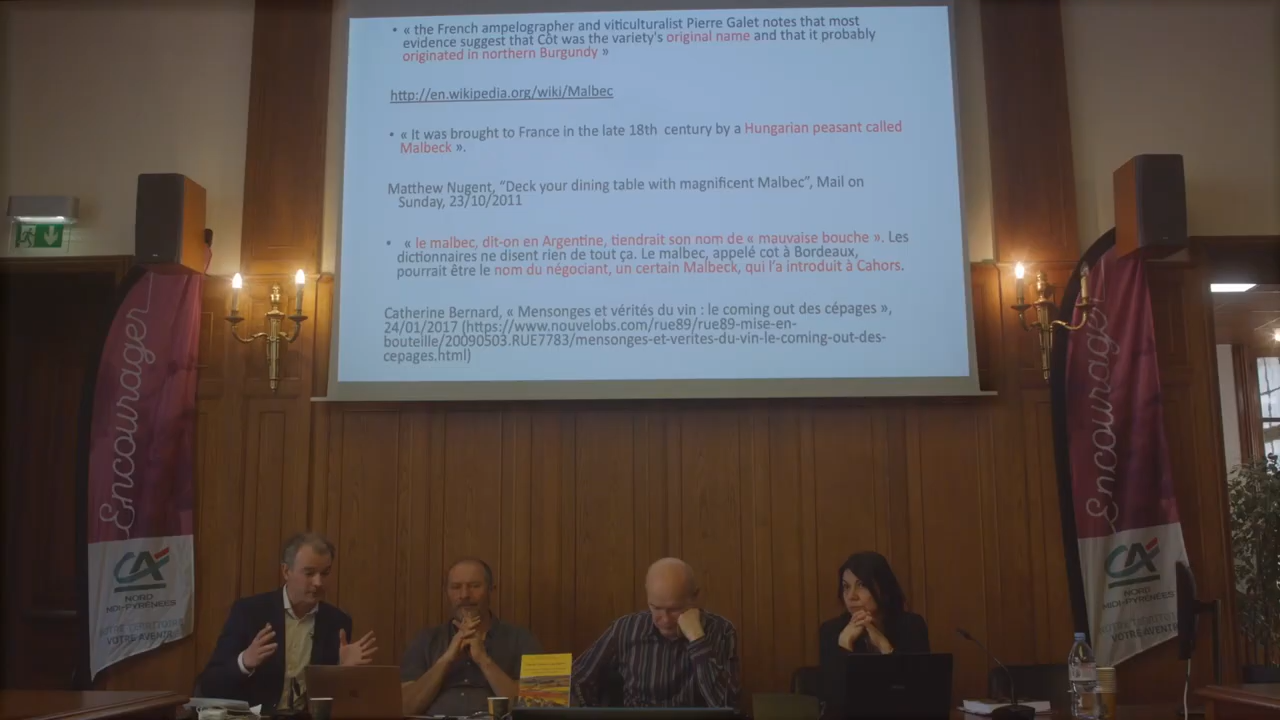 • « the French ampelographer and viticulturalist Pierre Galet notes that most
evidence suggest that Côt was the variety's original name and that it probably
originated in northern Burgundy »
http://en.wikipedia.org/wiki/Malbec
• « It was brought to France in the late 18th century by a Hungarian peasant called
Malbeck ».
Matthew Nugent, "Deck your dining table with magnificent Malbec", Mail on
Sunday, 23/10/2011
• « le malbec, dit-on en Argentine, tiendrait son nom de « mauvaise bouche ». Les
dictionnaires ne disent rien de tout ça. Le malbec, appelé cot à Bordeaux,
pourrait être le nom du négociant, un certain Malbeck, qui l'a introduit à Cahors.
Catherine Bernard, « Mensonges et vérités du vin : le coming out des cépages »,
24/01/2017 (https://www.nouvelobs.com/rue89/rue89-mise-en-
bouteille/20090503.RUE7783/mensonges-et-verites-du-vin-le-coming-out-des-
cepages.html)
Encourager
CA
NORD
MIDI-PYRÉNÉES
NOTRE TERRITOIRE
VOTRE AVENIR
Encourager
CA
NORD
MIDI-PYRÉNÉES
NOTRE TERRITOIRE
VOTRE AVENIR